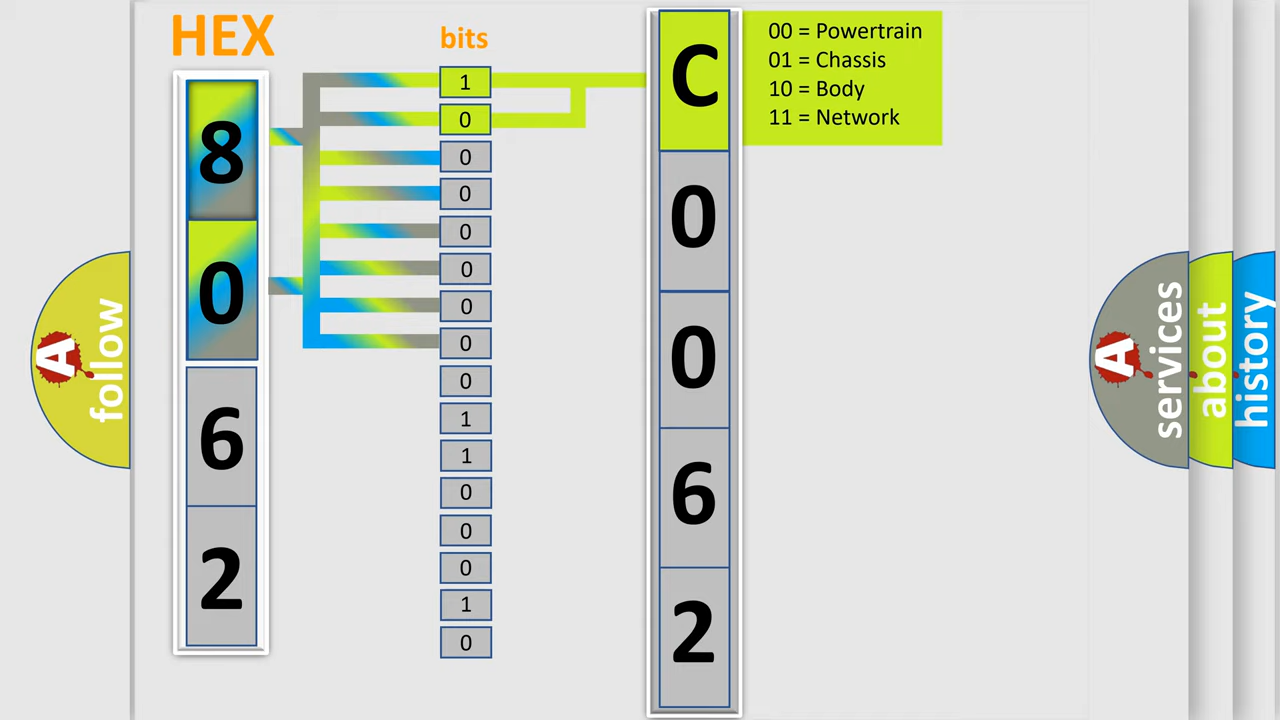 HEX
8
0
6
2
bits
1
0
0
0
0
0
0
0
0
1
1
0
0
0
1
0
C
0
0
6
2
00 = Powertrain
01 = Chassis
10 = Body
11 = Network
A
follow
A
services
about
history